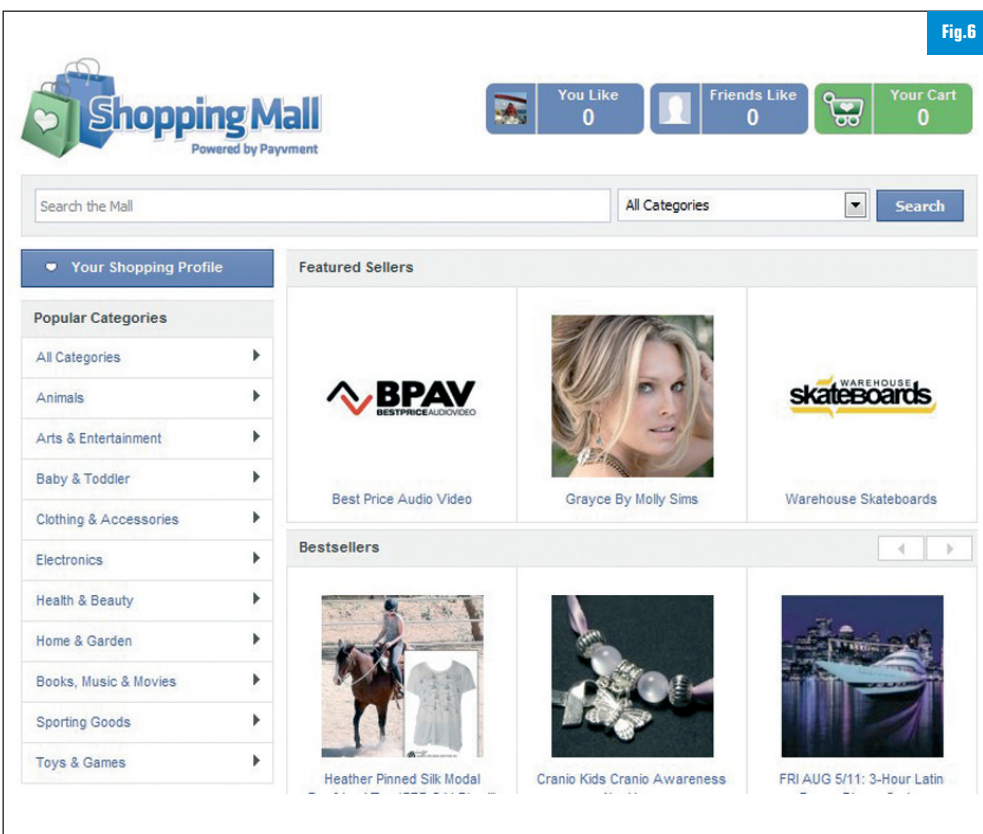 Fig.6
Shopping Mall
Powered by Payvment
You Like
0
Friends Like
0
Your Cart
0
Search the Mall
All Categories
Search
Your Shopping Profile
Popular Categories
All Categories
Animals
Arts & Entertainment
Baby & Toddler
Clothing & Accessories
Electronics
Health & Beauty
Home & Garden
Books, Music & Movies
Sporting Goods
Toys & Games
Featured Sellers
BPAV
BESTPRICEAUDIOVIDEO
Best Price Audio Video
Grayce By Molly Sims
WAREHOUSE
skateboards
Warehouse Skateboards
Bestsellers
Heather Pinned Silk Modal
Cranio Kids Cranio Awareness
FRI AUG 5/11: 3-Hour Latin